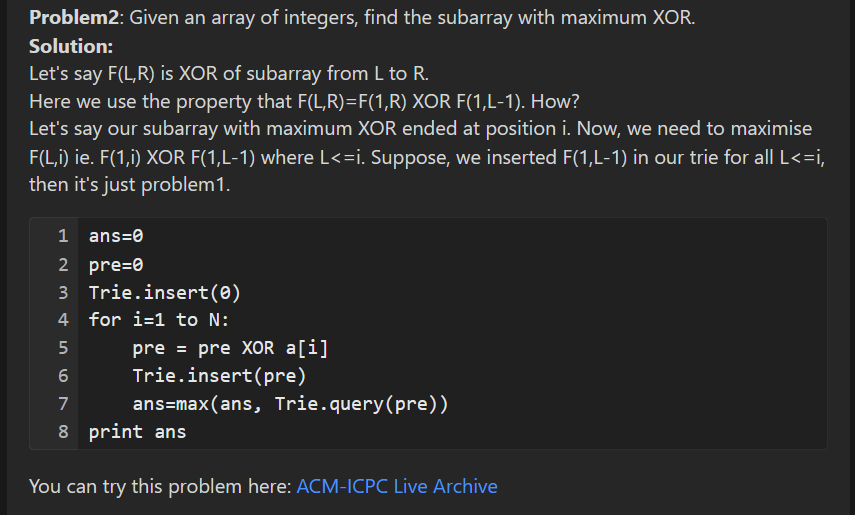 Problem2: Given an array of integers, find the subarray with maximum XOR.
Solution:
Let's say F(L,R) is XOR of subarray from L to R.
Here we use the property that F(L,R)=F(1,R) XOR F(1,L-1). How?
Let's say our subarray with maximum XOR ended at position i. Now, we need to maximise
F(L,i) ie. F(1,i) XOR F(1,L-1) where L<=i. Suppose, we inserted F(1,L-1) in our trie for all L<=i,
then it's just problem1.
1 ans=0
2 pre=0
3 Trie.insert(0)
4 for i=1 to N:
5     pre = pre XOR a[i]
6     Trie.insert(pre)
7     ans=max(ans, Trie.query(pre))
8 print ans
You can try this problem here: ACM-ICPC Live Archive